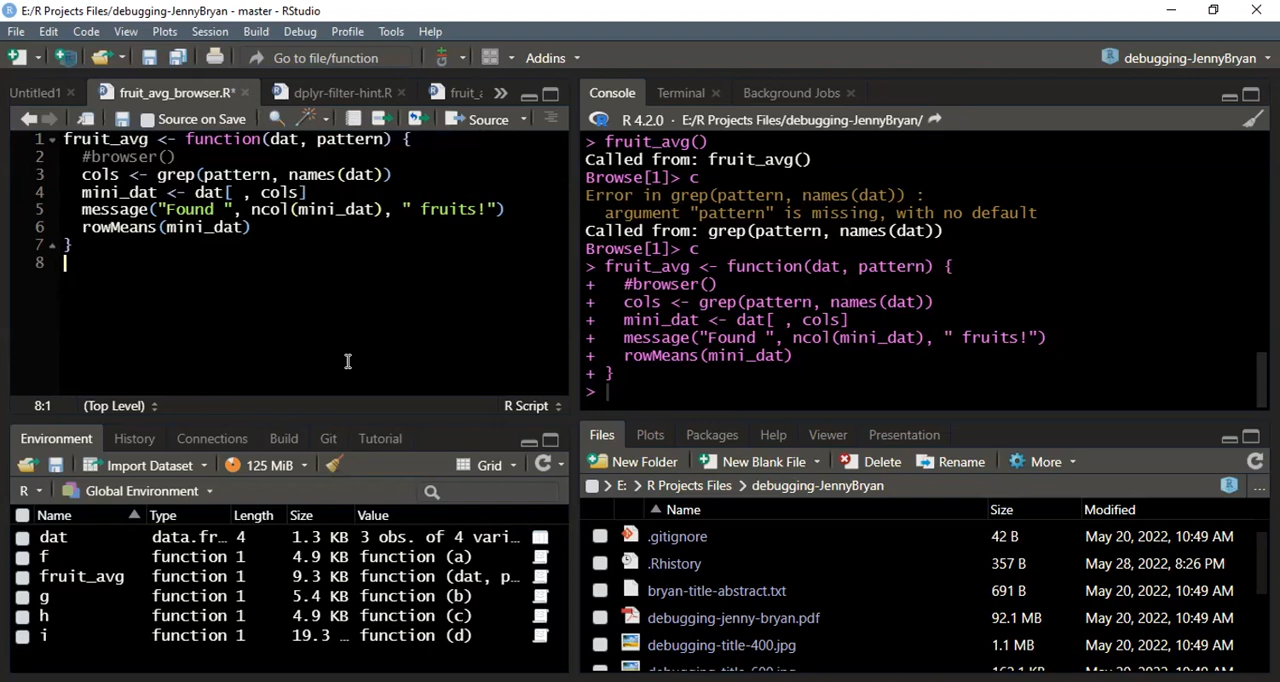 E:/R Projects Files/debugging-JennyBryan - master - RStudio
File Edit Code View Plots Session Build Debug Profile Tools Help
Go to file/function Addins debugging-JennyBryan
Untitled1 fruit_avg_browser.R* dplyr-filter-hint.R fruit_a
Source on Save Source
1 fruit_avg <- function(dat, pattern) {
2 #browser()
3 cols <- grep(pattern, names(dat))
4 mini_dat <- dat[ , cols]
5 message("Found ", ncol(mini_dat), " fruits!")
6 rowMeans(mini_dat)
7 }
8
8:1 (Top Level) R Script
Console Terminal Background Jobs
R 4.2.0 · E:/R Projects Files/debugging-JennyBryan/
> fruit_avg()
Called from: fruit_avg()
Browse[1]> c
Error in grep(pattern, names(dat)) :
argument "pattern" is missing, with no default
Called from: grep(pattern, names(dat))
Browse[1]> c
> fruit_avg <- function(dat, pattern) {
+ #browser()
+ cols <- grep(pattern, names(dat))
+ mini_dat <- dat[ , cols]
+ message("Found ", ncol(mini_dat), " fruits!")
+ rowMeans(mini_dat)
+ }
>
Environment History Connections Build Git Tutorial
Import Dataset 125 MiB Grid
R Global Environment
Name Type Length Size Value
dat data.fr… 4 1.3 KB 3 obs. of 4 vari…
f function 1 4.9 KB function (a)
fruit_avg function 1 9.3 KB function (dat, p…
g function 1 5.4 KB function (b)
h function 1 4.9 KB function (c)
i function 1 19.3 … function (d)
Files Plots Packages Help Viewer Presentation
New Folder New Blank File Delete Rename More
E: > R Projects Files > debugging-JennyBryan ...
Name Size Modified
.gitignore 42 B May 20, 2022, 10:49 AM
.Rhistory 357 B May 28, 2022, 8:26 PM
bryan-title-abstract.txt 691 B May 20, 2022, 10:49 AM
debugging-jenny-bryan.pdf 92.1 MB May 20, 2022, 10:49 AM
debugging-title-400.jpg 1.1 MB May 20, 2022, 10:49 AM